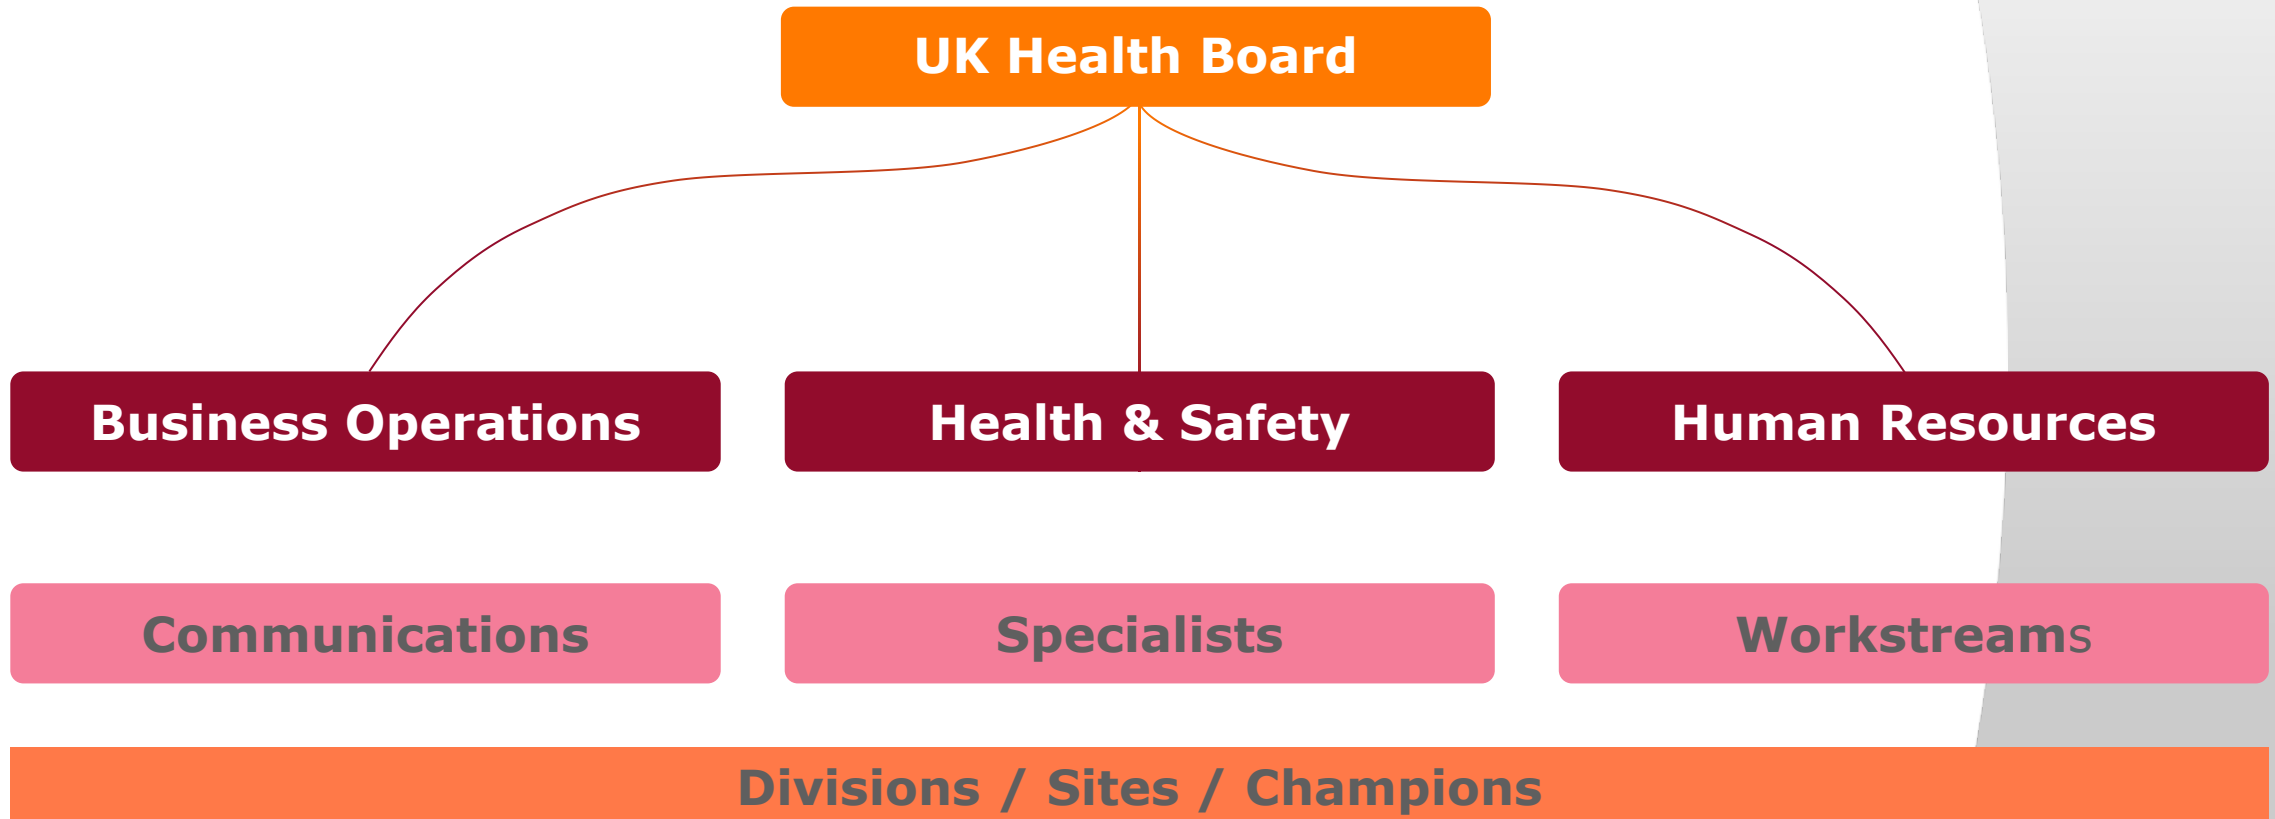 UK Health Board
Business Operations
Health & Safety
Human Resources
Communications
Specialists
Workstreams
Divisions / Sites / Champions